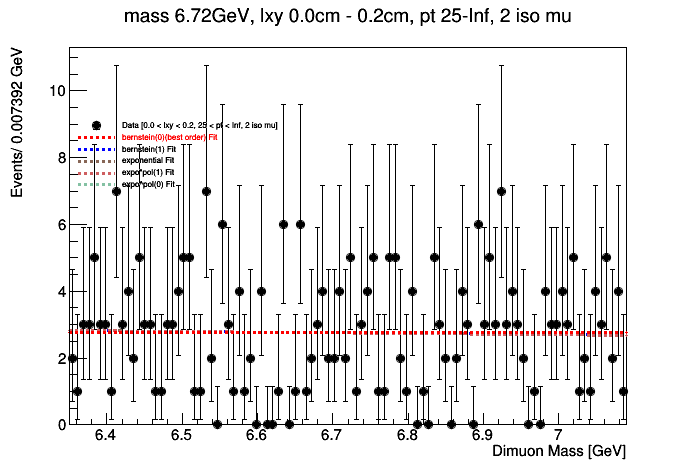 mass 6.72GeV, lxy 0.0cm - 0.2cm, pt 25-Inf, 2 iso mu
Events/ 0.007392 GeV
10
8
6
4
2
0
Data [0.0 < lxy < 0.2, 25 < pt < Inf, 2 iso mu]
bernstein(0)(best order) Fit
bernstein(1) Fit
exponential Fit
expo*pol(1) Fit
expo*pol(0) Fit
6.4 6.5 6.6 6.7 6.8 6.9 7
Dimuon Mass [GeV]